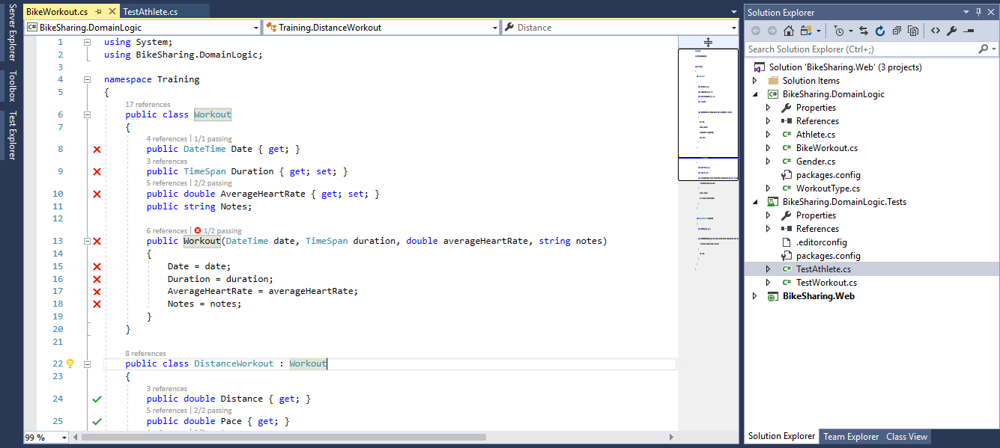 Server Explorer
Toolbox
Test Explorer
BikeWorkout.cs
TestAthlete.cs
C# BikeSharing.DomainLogic
Training.DistanceWorkout
Distance
1 using System;
2 using BikeSharing.DomainLogic;
3
4 namespace Training
5 {
17 references
6 public class Workout
7 {
4 references | 1/1 passing
8 public DateTime Date { get; }
3 references
9 public TimeSpan Duration { get; set; }
5 references | 2/2 passing
10 public double AverageHeartRate { get; set; }
11 public string Notes;
12
6 references | 1/2 passing
13 public Workout(DateTime date, TimeSpan duration, double averageHeartRate, string notes)
14 {
15 Date = date;
16 Duration = duration;
17 AverageHeartRate = averageHeartRate;
18 Notes = notes;
19 }
20 }
21
8 references
22 public class DistanceWorkout : Workout
23 {
3 references
24 public double Distance { get; }
5 references | 2/2 passing
25 public double Pace { get; }
99 %
Solution Explorer
Search Solution Explorer (Ctrl+;)
Solution 'BikeSharing.Web' (3 projects)
Solution Items
C# BikeSharing.DomainLogic
Properties
References
C# Athlete.cs
C# BikeWorkout.cs
C# Gender.cs
packages.config
C# WorkoutType.cs
BikeSharing.DomainLogic.Tests
Properties
References
.editorconfig
packages.config
C# TestAthlete.cs
C# TestWorkout.cs
BikeSharing.Web
Solution Explorer
Team Explorer
Class View